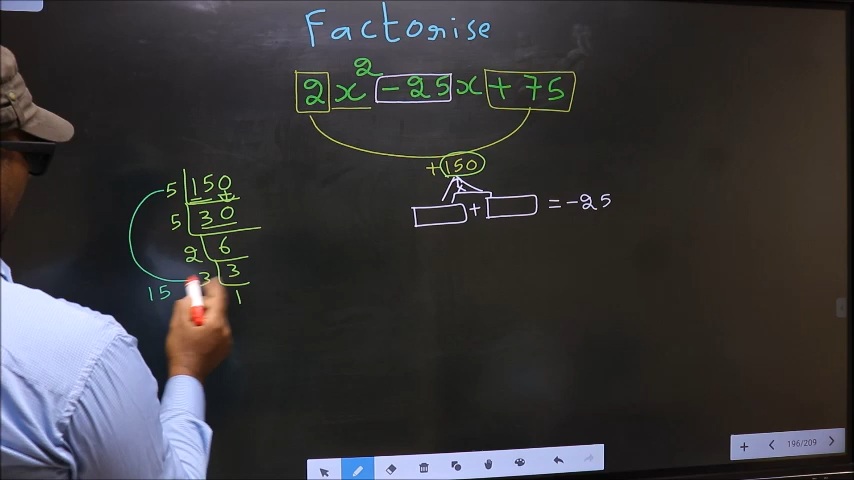 Factorise
2x² -25x +75
+150
+ = -25
5 150
5 30
2 6
3 3
15 1
196/209